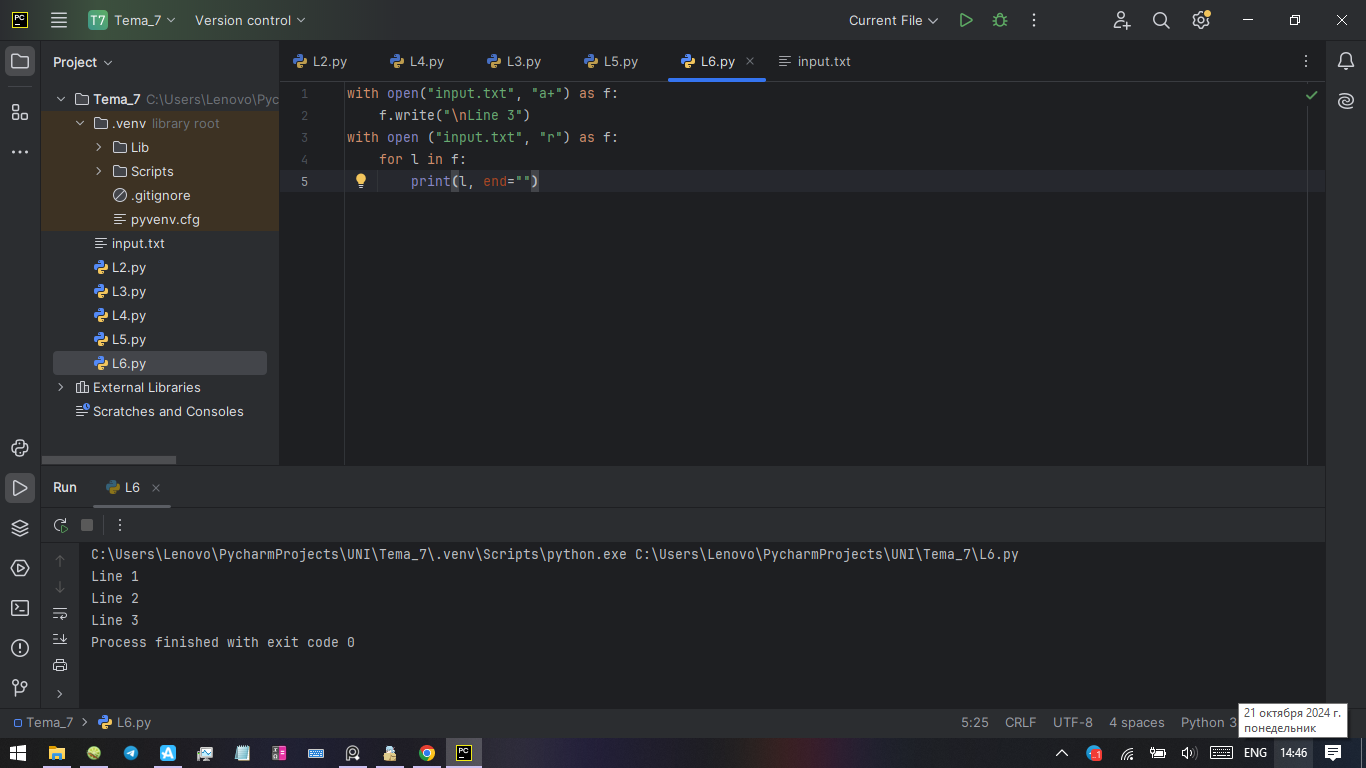 PC T7 Tema_7 Version control Current File
Project
L2.py L4.py L3.py L5.py L6.py input.txt
Tema_7 C:\Users\Lenovo\Pyc
.venv library root
Lib
Scripts
.gitignore
pyvenv.cfg
input.txt
L2.py
L3.py
L4.py
L5.py
L6.py
External Libraries
Scratches and Consoles
1 with open("input.txt", "a+") as f:
2 f.write("\nLine 3")
3 with open ("input.txt", "r") as f:
4 for l in f:
5 print(l, end="")
Run L6
C:\Users\Lenovo\PycharmProjects\UNI\Tema_7\.venv\Scripts\python.exe C:\Users\Lenovo\PycharmProjects\UNI\Tema_7\L6.py
Line 1
Line 2
Line 3
Process finished with exit code 0
Tema_7 L6.py 5:25 CRLF UTF-8 4 spaces Python 3
21 октября 2024 г.
понедельник
PC ENG 14:46